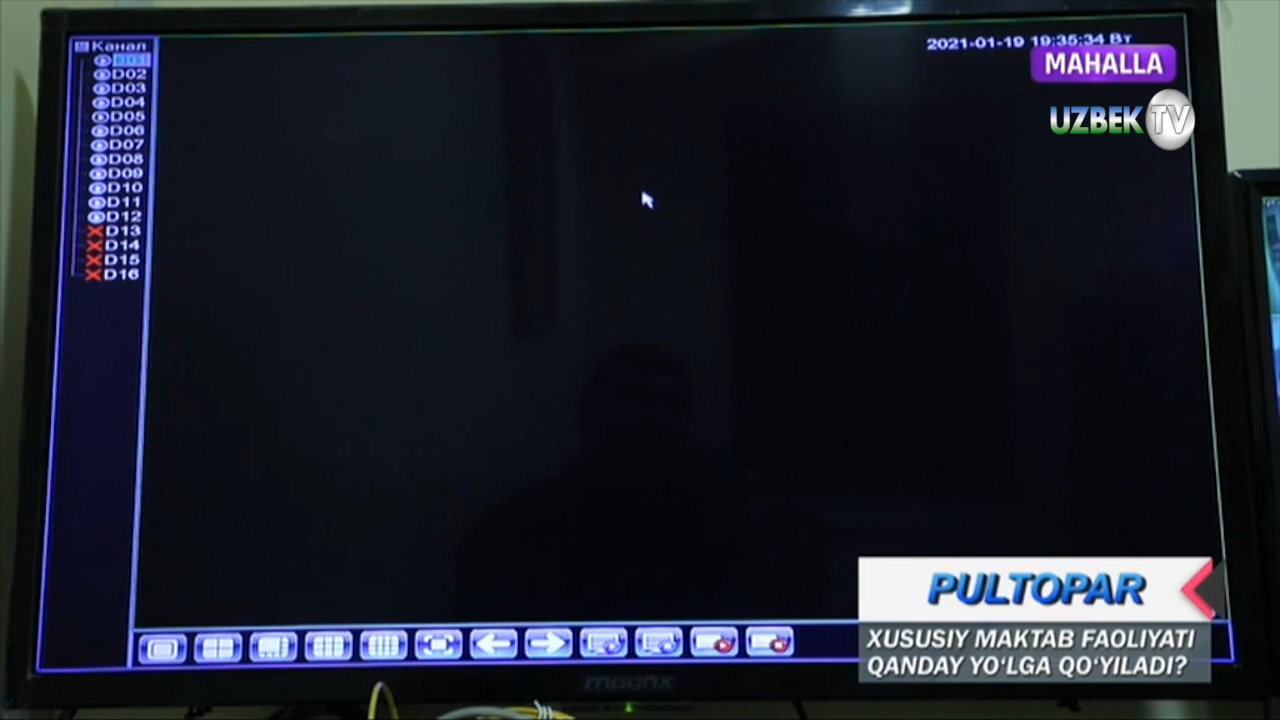 Канал
2021-01-19 19:35:34 Вт
MAHALLA
UZBEK TV
D02
D03
D04
D05
D06
D07
D08
D09
D10
D11
D12
D13
D14
D15
D16
PULTOPAR
XUSUSIY MAKTAB FAOLIYATI
QANDAY YO‘LGA QO‘YILADI?
moonx